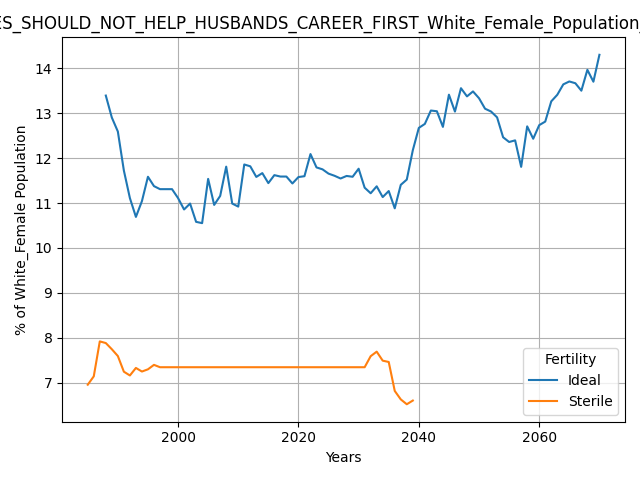 ES_SHOULD_NOT_HELP_HUSBANDS_CAREER_FIRST_White_Female_Population_
14
13
12
11
10
9
8
7
% of White_Female Population
2000
2020
2040
2060
Years
Fertility
Ideal
Sterile